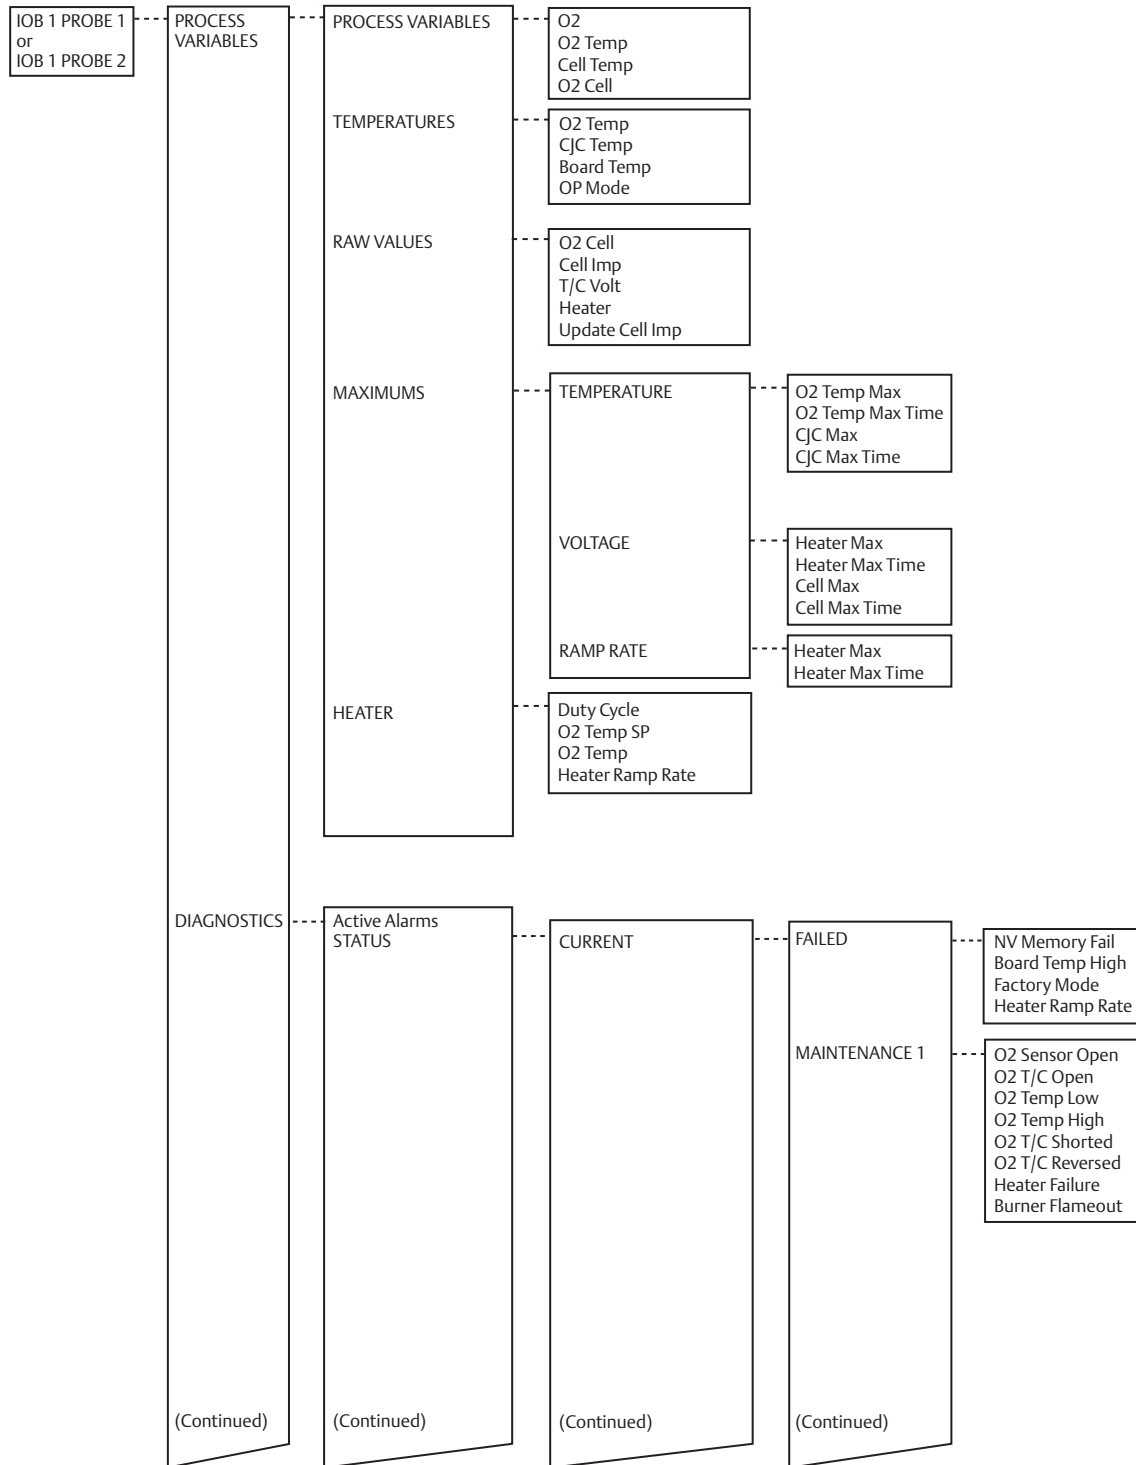 IOB 1 PROBE 1
or
IOB 1 PROBE 2
PROCESS
VARIABLES
PROCESS VARIABLES
O2
O2 Temp
Cell Temp
O2 Cell
TEMPERATURES
O2 Temp
CJC Temp
Board Temp
OP Mode
RAW VALUES
O2 Cell
Cell Imp
T/C Volt
Heater
Update Cell Imp
MAXIMUMS
TEMPERATURE
O2 Temp Max
O2 Temp Max Time
CJC Max
CJC Max Time
VOLTAGE
Heater Max
Heater Max Time
Cell Max
Cell Max Time
RAMP RATE
Heater Max
Heater Max Time
HEATER
Duty Cycle
O2 Temp SP
O2 Temp
Heater Ramp Rate
DIAGNOSTICS
Active Alarms
STATUS
CURRENT
FAILED
NV Memory Fail
Board Temp High
Factory Mode
Heater Ramp Rate
MAINTENANCE 1
O2 Sensor Open
O2 T/C Open
O2 Temp Low
O2 Temp High
O2 T/C Shorted
O2 T/C Reversed
Heater Failure
Burner Flameout
(Continued)
(Continued)
(Continued)
(Continued)